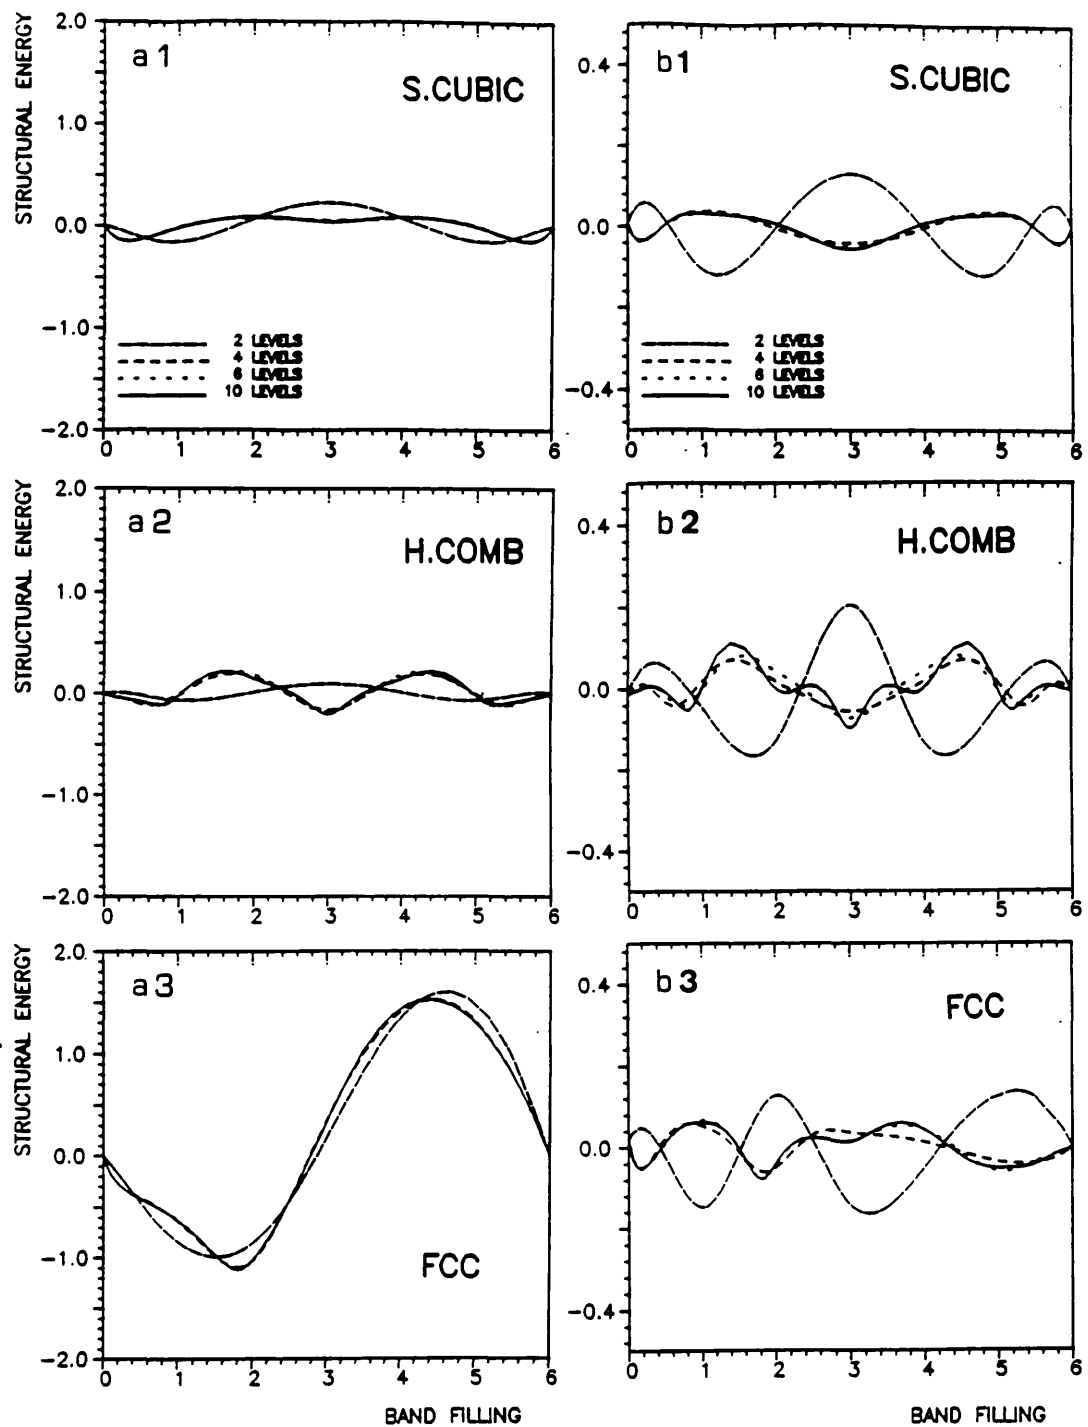 2.0
a1
S.CUBIC
1.0
0.0
-1.0
-2.0
STRUCTURAL ENERGY
2 LEVELS
4 LEVELS
6 LEVELS
10 LEVELS
0 1 2 3 4 5 6
b1
S.CUBIC
0.4
0.0
-0.4
2 LEVELS
4 LEVELS
6 LEVELS
10 LEVELS
0 1 2 3 4 5 6
2.0
a2
H.COMB
1.0
0.0
-1.0
-2.0
STRUCTURAL ENERGY
0 1 2 3 4 5 6
b2
H.COMB
0.4
0.0
-0.4
0 1 2 3 4 5 6
2.0
a3
1.0
0.0
-1.0
-2.0
STRUCTURAL ENERGY
FCC
0 1 2 3 4 5 6
BAND FILLING
b3
FCC
0.4
0.0
-0.4
0 1 2 3 4 5 6
BAND FILLING